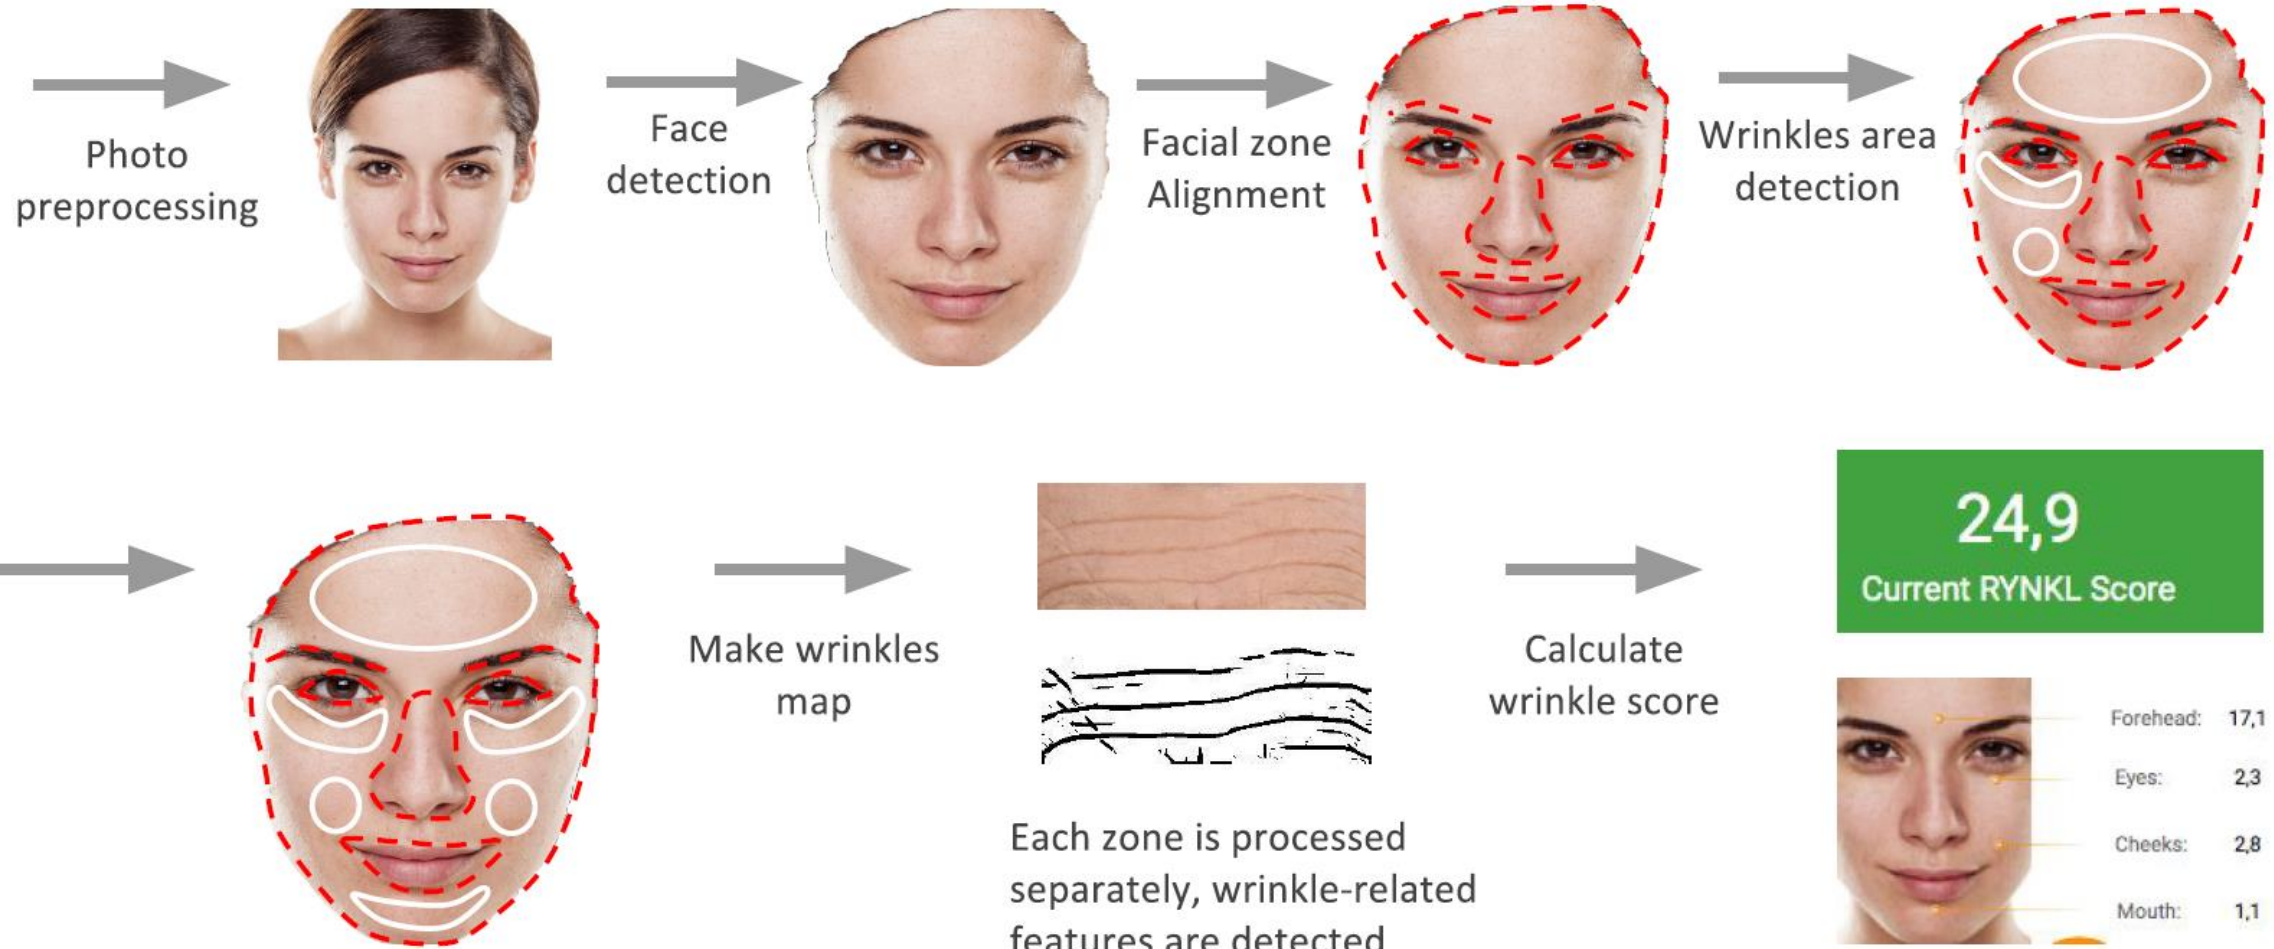 Photo
preprocessing
Face
detection
Facial zone
Alignment
Wrinkles area
detection
Make wrinkles
map
Each zone is processed
separately, wrinkle-related
features are detected
Calculate
wrinkle score
24,9
Current RYNKL Score
Forehead: 17,1
Eyes: 2,3
Cheeks: 2,8
Mouth: 1,1